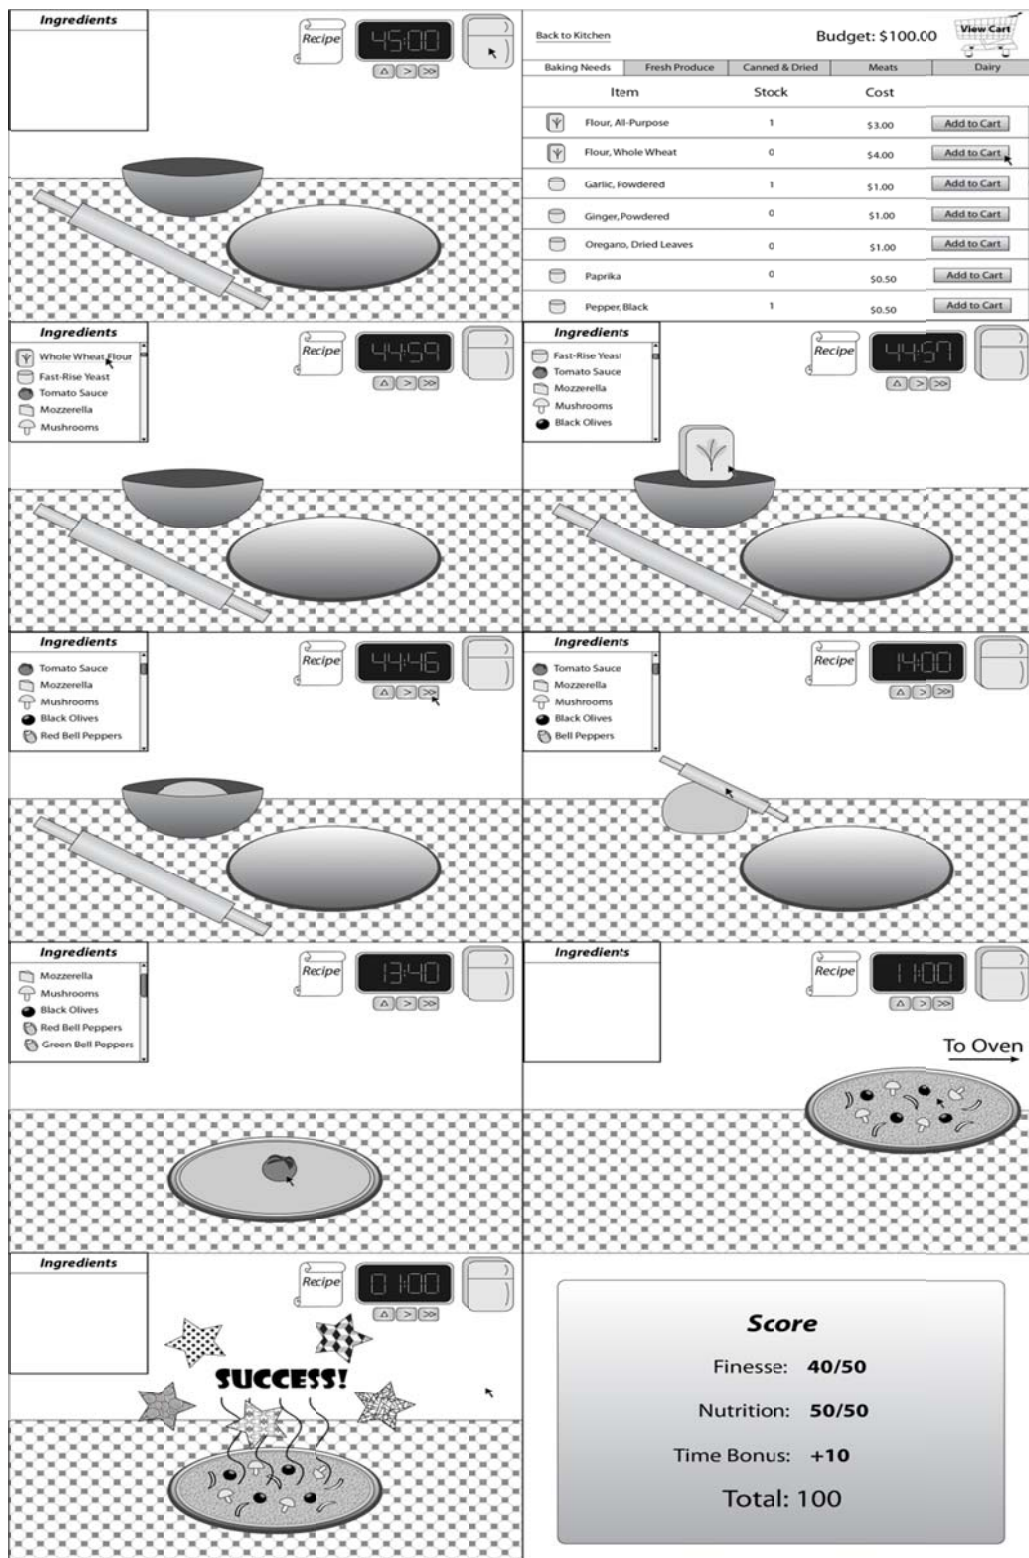 Ingredients
Recipe
45:00
Back to Kitchen
Budget: $100.00
View Cart
Baking Needs Fresh Produce Canned & Dried Meats Dairy
Item Stock Cost
Flour, All-Purpose 1 $3.00 Add to Cart
Flour, Whole Wheat 0 $4.00 Add to Cart
Garlic, Powdered 1 $1.00 Add to Cart
Ginger, Powdered 0 $1.00 Add to Cart
Oregano, Dried Leaves 0 $1.00 Add to Cart
Paprika 0 $0.50 Add to Cart
Pepper, Black 1 $0.50 Add to Cart
Ingredients
Whole Wheat Flour
Fast-Rise Yeast
Tomato Sauce
Mozzerella
Mushrooms
Recipe
44:59
Ingredients
Fast-Rise Yeast
Tomato Sauce
Mozzerella
Mushrooms
Black Olives
Recipe
44:57
Ingredients
Tomato Sauce
Mozzerella
Mushrooms
Black Olives
Red Bell Peppers
Recipe
44:46
Ingredients
Tomato Sauce
Mozzerella
Mushrooms
Black Olives
Bell Peppers
Recipe
14:00
Ingredients
Mozzerella
Mushrooms
Black Olives
Red Bell Peppers
Green Bell Peppers
Recipe
13:40
Ingredients
Recipe
11:00
To Oven
Ingredients
Recipe
01:00
SUCCESS!
Score
Finesse: 40/50
Nutrition: 50/50
Time Bonus: +10
Total: 100